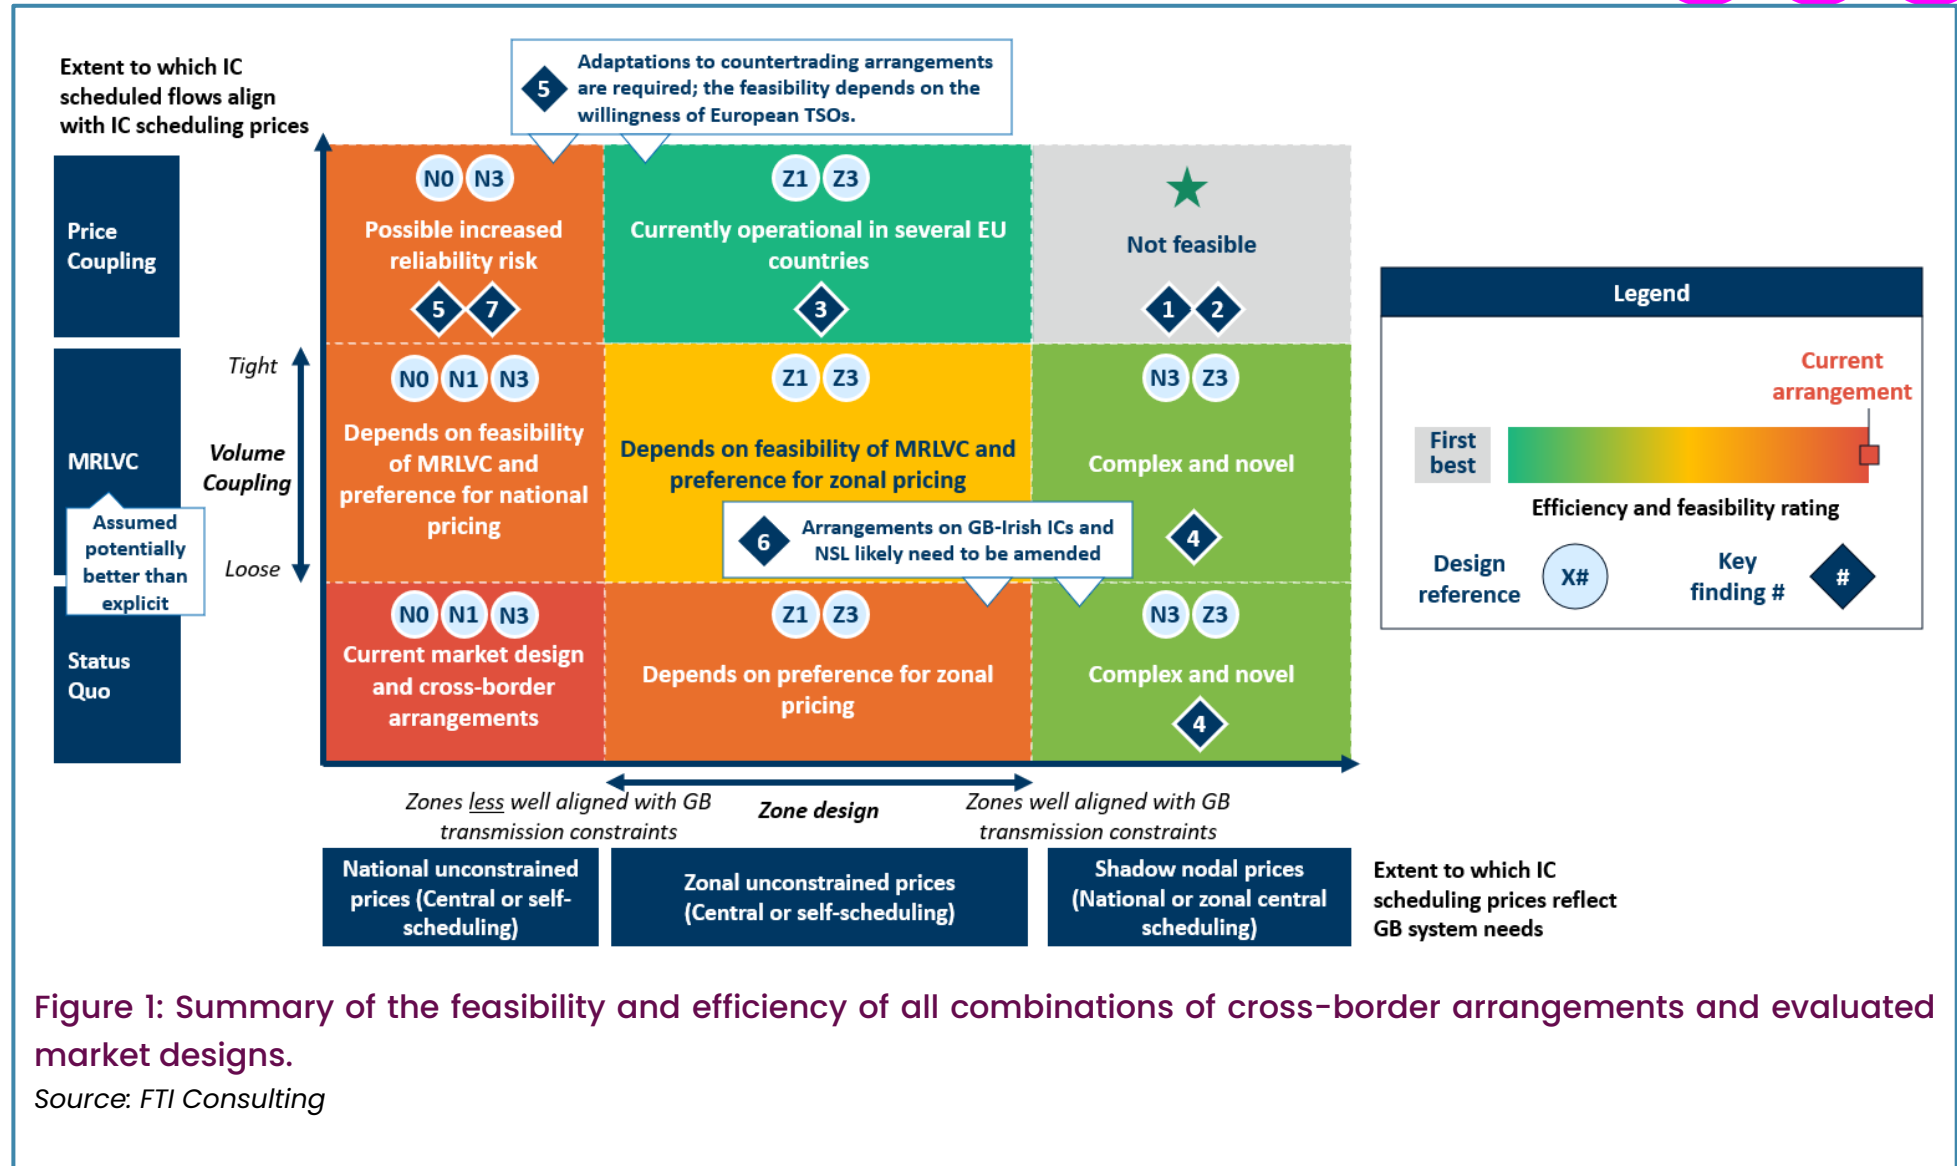 Extent to which IC
scheduled flows align
with IC scheduling prices
5
Adaptations to countertrading arrangements
are required; the feasibility depends on the
willingness of European TSOs.
Price
Coupling
N0 N3
Possible increased
reliability risk
5 7
Z1 Z3
Currently operational in several EU
countries
3
Not feasible
1 2
MRLVC
Assumed
potentially
better than
explicit
Tight
Volume
Coupling
Loose
N0 N1 N3
Depends on feasibility
of MRLVC and
preference for national
pricing
Z1 Z3
Depends on feasibility of MRLVC and
preference for zonal pricing
6
Arrangements on GB-Irish ICs and
NSL likely need to be amended
N3 Z3
Complex and novel
4
Status
Quo
N0 N1 N3
Current market design
and cross-border
arrangements
Z1 Z3
Depends on preference for zonal
pricing
N3 Z3
Complex and novel
4
Legend
Current
arrangement
First
best
Efficiency and feasibility rating
Design
reference
X#
Key
finding #
#
Zones less well aligned with GB
transmission constraints
Zone design
Zones well aligned with GB
transmission constraints
National unconstrained
prices (Central or self-
scheduling)
Zonal unconstrained prices
(Central or self-scheduling)
Shadow nodal prices
(National or zonal central
scheduling)
Extent to which IC
scheduling prices reflect
GB system needs
Figure 1: Summary of the feasibility and efficiency of all combinations of cross-border arrangements and evaluated
market designs.
Source: FTI Consulting